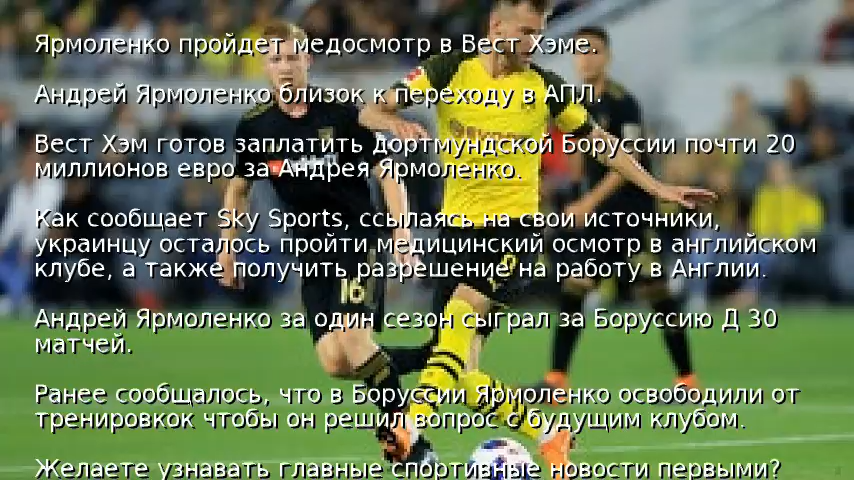 Ярмоленко пройдет медосмотр в Вест Хэме.
Андрей Ярмоленко близок к переходу в АПЛ.
Вест Хэм готов заплатить дортмундской Боруссии почти 20
миллионов евро за Андрея Ярмоленко.
Как сообщает Sky Sports, ссылаясь на свои источники,
украинцу осталось пройти медицинский осмотр в английском
клубе, а также получить разрешение на работу в Англии.
Андрей Ярмоленко за один сезон сыграл за Боруссию Д 30
матчей.
Ранее сообщалось, что в Боруссии Ярмоленко освободили от
тренировкок чтобы он решил вопрос с будущим клубом.
Желаете узнавать главные спортивные новости первыми?
16